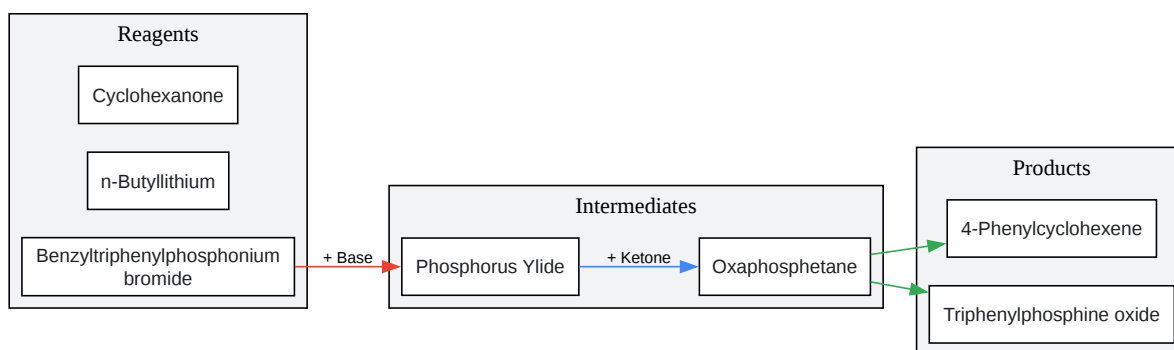 Reagents
Cyclohexanone
n-Butyllithium
Benzyltriphenylphosphonium
bromide
+ Base
Intermediates
Phosphorus Ylide
+ Ketone
Oxaphosphetane
Products
4-Phenylcyclohexene
Triphenylphosphine oxide